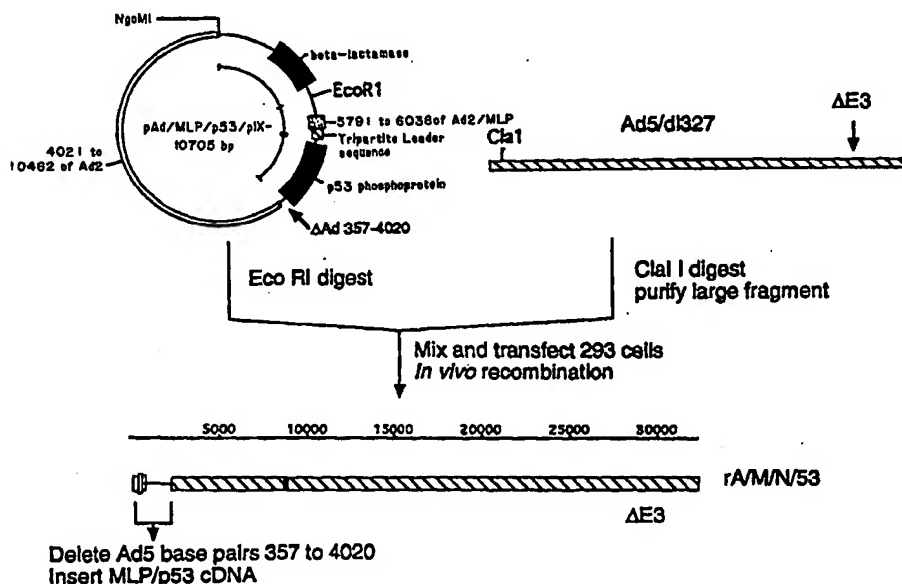 NgoMI
beta-lactamase
EcoR1
5791 to 6038 of Ad2/MLP
Tripartite Leader
sequence
pAd/MLP/p53/pIX-
10705 bp
4021 to
10462 of Ad2
p53 phosphoprotein
ΔAd 357-4020
Cla1
Ad5/dl327
ΔE3
Eco RI digest
ClaI I digest
purify large fragment
Mix and transfect 293 cells
In vivo recombination
5000 10000 15000 20000 25000 30000
rA/M/N/53
ΔE3
Delete Ad5 base pairs 357 to 4020
Insert MLP/p53 cDNA